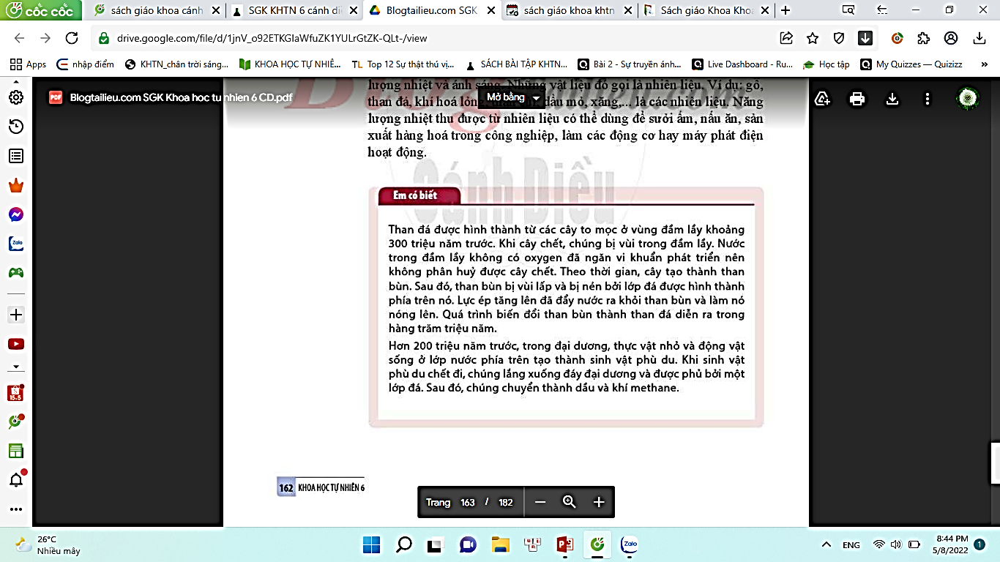 cốc cốc
sách giáo khoa cánh
SGK KHTN 6 cánh di
Blogtailieu.com SGK
sách giáo khoa khtn
Sách giáo Khoa Kho
drive.google.com/file/d/1jnV_o92ETKGIaWfuZK1YULrGtZK-QLt-/view
Apps
nhập điểm
KHTN_chân trời sáng...
KHOA HỌC TỰ NHIÊ...
Top 12 Sự thật thú vị...
SÁCH BÀI TẬP KHTN...
Bài 2 - Sự truyền ánh...
Live Dashboard - Ru...
Học tập
My Quizzes — Quizizz
PDF
Blogtailieu.com SGK Khoa hoc tu nhien 6 CD.pdf
Mở bằng
lượng nhiệt và ánh sáng. Những vật liệu đó gọi là nhiên liệu. Ví dụ: gỗ,
than đá, khí hoá lỏng, dầu mỏ, xăng,... là các nhiên liệu. Năng
lượng nhiệt thu được từ nhiên liệu có thể dùng để sưởi ấm, nấu ăn, sản
xuất hàng hoá trong công nghiệp, làm các động cơ hay máy phát điện
hoạt động.
Cánh Diều
Em có biết
Than đá được hình thành từ các cây to mọc ở vùng đầm lầy khoảng
300 triệu năm trước. Khi cây chết, chúng bị vùi trong đầm lầy. Nước
trong đầm lầy không có oxygen đã ngăn vi khuẩn phát triển nên
không phân huỷ được cây chết. Theo thời gian, cây tạo thành than
bùn. Sau đó, than bùn bị vùi lấp và bị nén bởi lớp đá được hình thành
phía trên nó. Lực ép tăng lên đã đẩy nước ra khỏi than bùn và làm nó
nóng lên. Quá trình biến đổi than bùn thành than đá diễn ra trong
hàng trăm triệu năm.
Hơn 200 triệu năm trước, trong đại dương, thực vật nhỏ và động vật
sống ở lớp nước phía trên tạo thành sinh vật phù du. Khi sinh vật
phù du chết đi, chúng lắng xuống đáy đại dương và được phủ bởi một
lớp đá. Sau đó, chúng chuyển thành dầu và khí methane.
162 KHOA HỌC TỰ NHIÊN 6
Trang 163 / 182
Zalo
15.5
26°C
Nhiều mây
Zalo
ENG
8:44 PM
5/8/2022
1